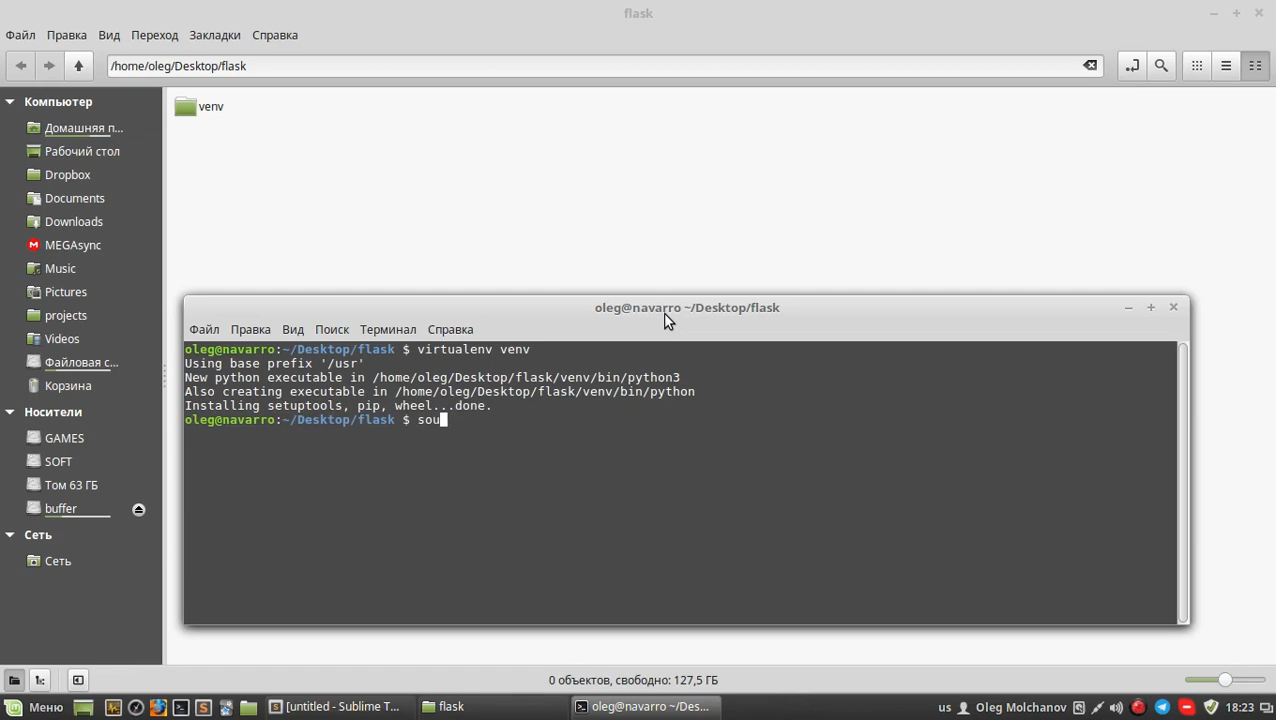 flask
Файл Правка Вид Переход Закладки Справка
/home/oleg/Desktop/flask
Компьютер
Домашняя п...
Рабочий стол
Dropbox
Documents
Downloads
MEGAsync
Music
Pictures
projects
Videos
Файловая с...
Корзина
Носители
GAMES
SOFT
Том 63 ГБ
buffer
Сеть
Сеть
venv
oleg@navarro ~/Desktop/flask
Файл Правка Вид Поиск Терминал Справка
oleg@navarro:~/Desktop/flask $ virtualenv venv
Using base prefix '/usr'
New python executable in /home/oleg/Desktop/flask/venv/bin/python3
Also creating executable in /home/oleg/Desktop/flask/venv/bin/python
Installing setuptools, pip, wheel...done.
oleg@navarro:~/Desktop/flask $ sou
0 объектов, свободно: 127,5 ГБ
Меню [untitled - Sublime T... flask oleg@navarro ~/Des... us Oleg Molchanov 18:23